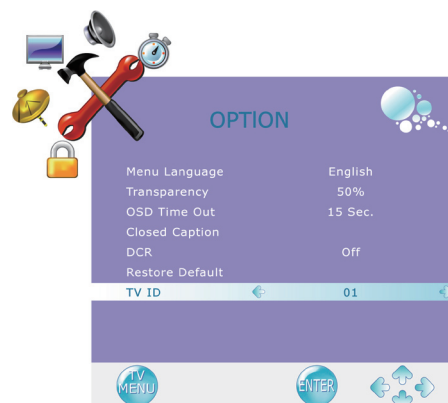 OPTION
Menu Language English
Transparency 50%
OSD Time Out 15 Sec.
Closed Caption
DCR Off
Restore Default
TV ID 01
TV MENU
ENTER